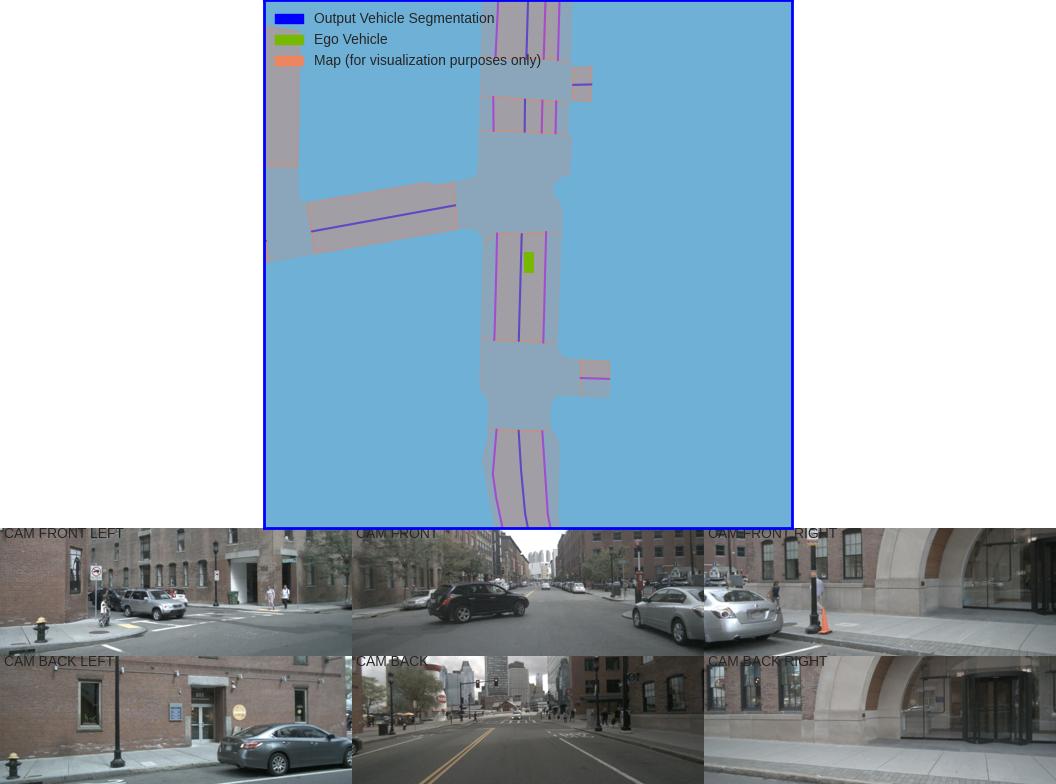 Output Vehicle Segmentation
Ego Vehicle
Map (for visualization purposes only)
CAM FRONT LEFT
CAM FRONT
CAM FRONT RIGHT
CAM BACK LEFT
CAM BACK
CAM BACK RIGHT